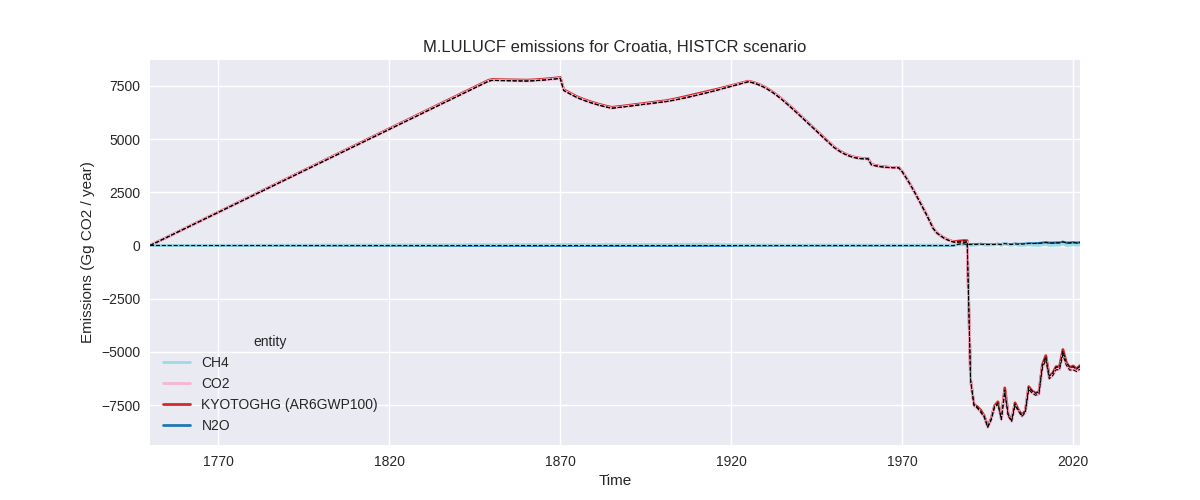 M.LULUCF emissions for Croatia, HISTCR scenario
Emissions (Gg CO2 / year)
7500
5000
2500
0
−2500
−5000
−7500
entity
CH4
CO2
KYOTOGHG (AR6GWP100)
N2O
1770
1820
1870
1920
1970
2020
Time